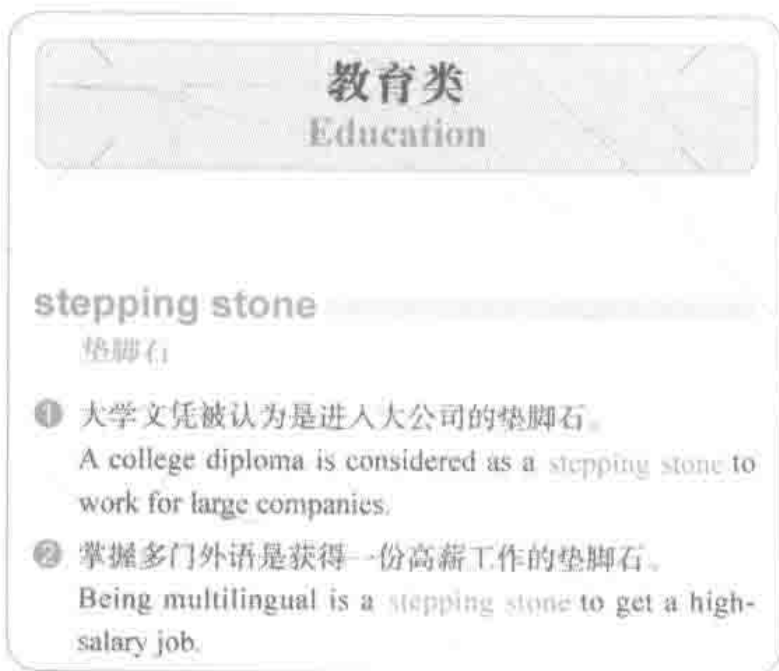 教育类
Education
stepping stone
垫脚石
❶ 大学文凭被认为是进入大公司的垫脚石。
A college diploma is considered as a stepping stone to
work for large companies.
❷ 掌握多门外语是获得一份高薪工作的垫脚石。
Being multilingual is a stepping stone to get a high-
salary job.